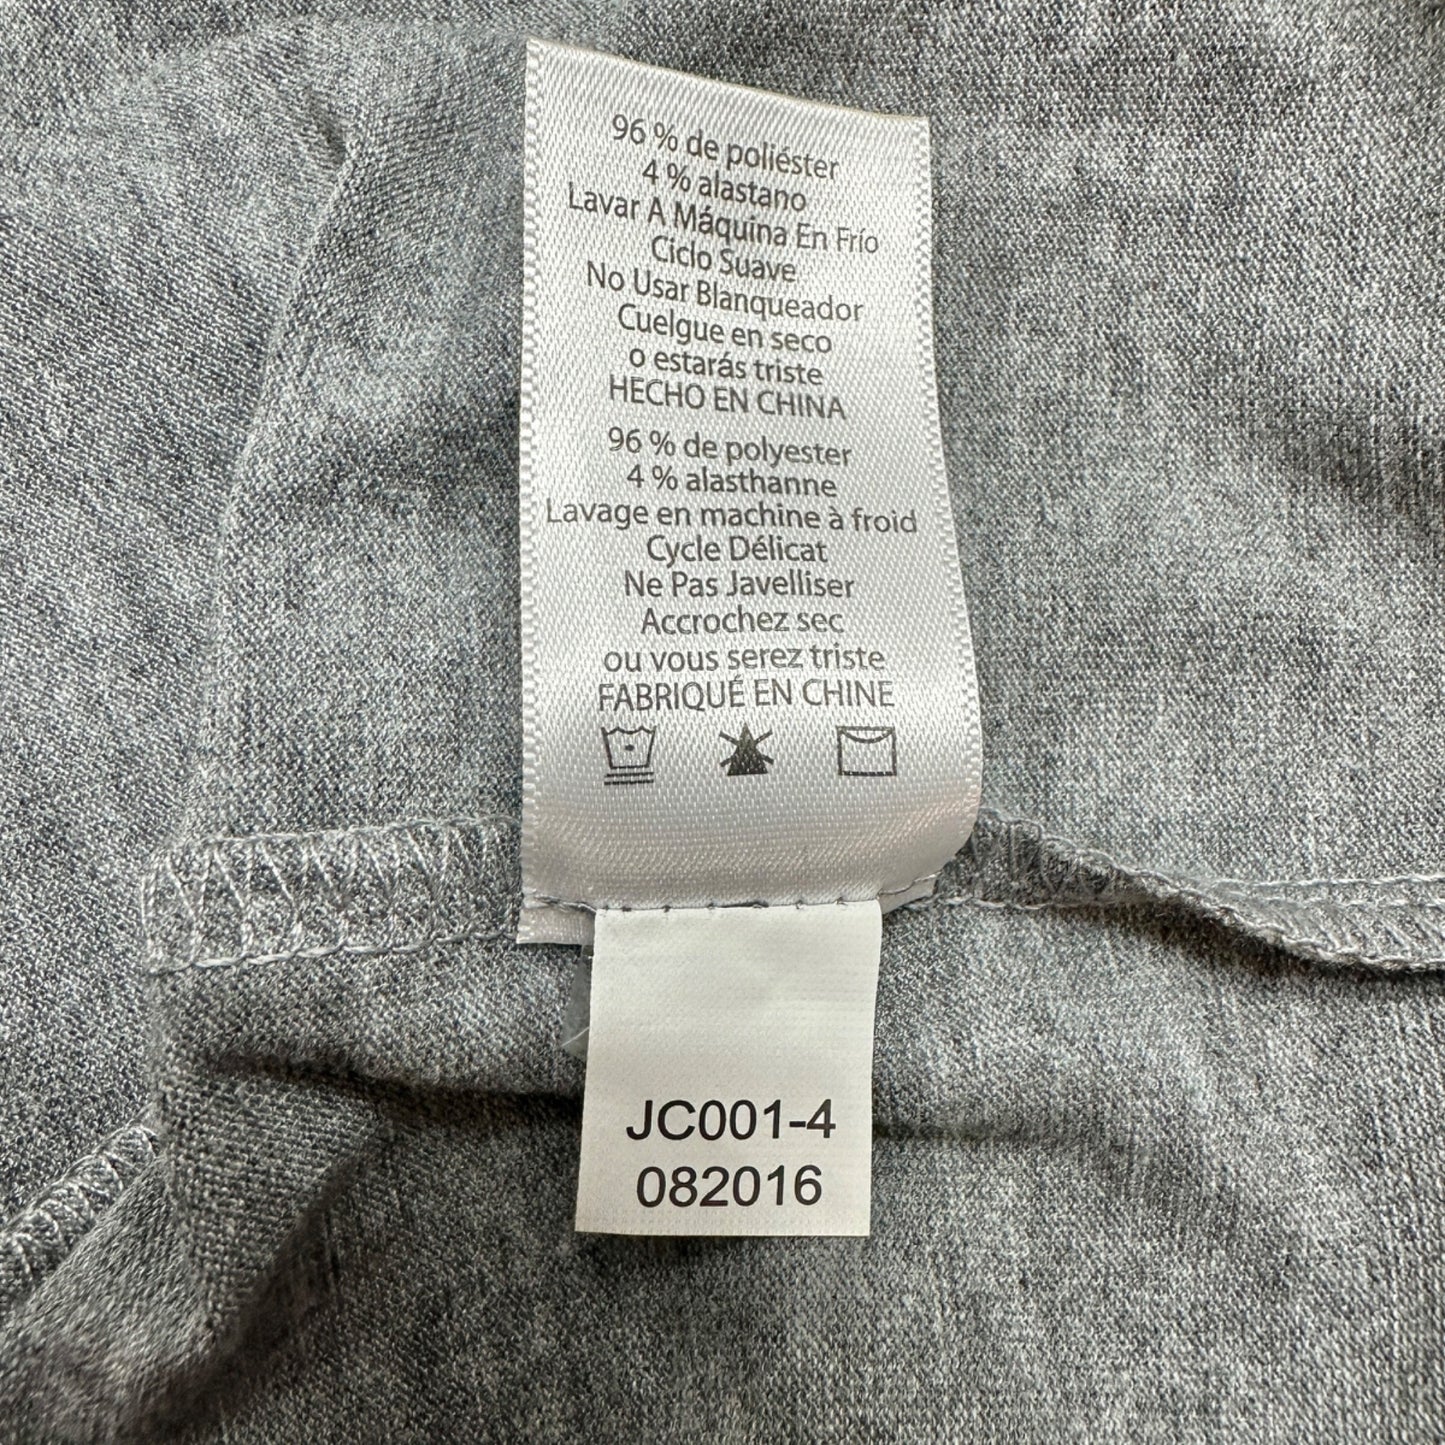 96 % de poliéster
4 % alastano
Lavar A Máquina En Frío
Ciclo Suave
No Usar Blanqueador
Cuelgue en seco
o estarás triste
HECHO EN CHINA
96 % de polyester
4 % alasthanne
Lavage en machine à froid
Cycle Délicat
Ne Pas Javelliser
Accrochez sec
ou vous serez triste
FABRIQUÉ EN CHINE
JC001-4
082016